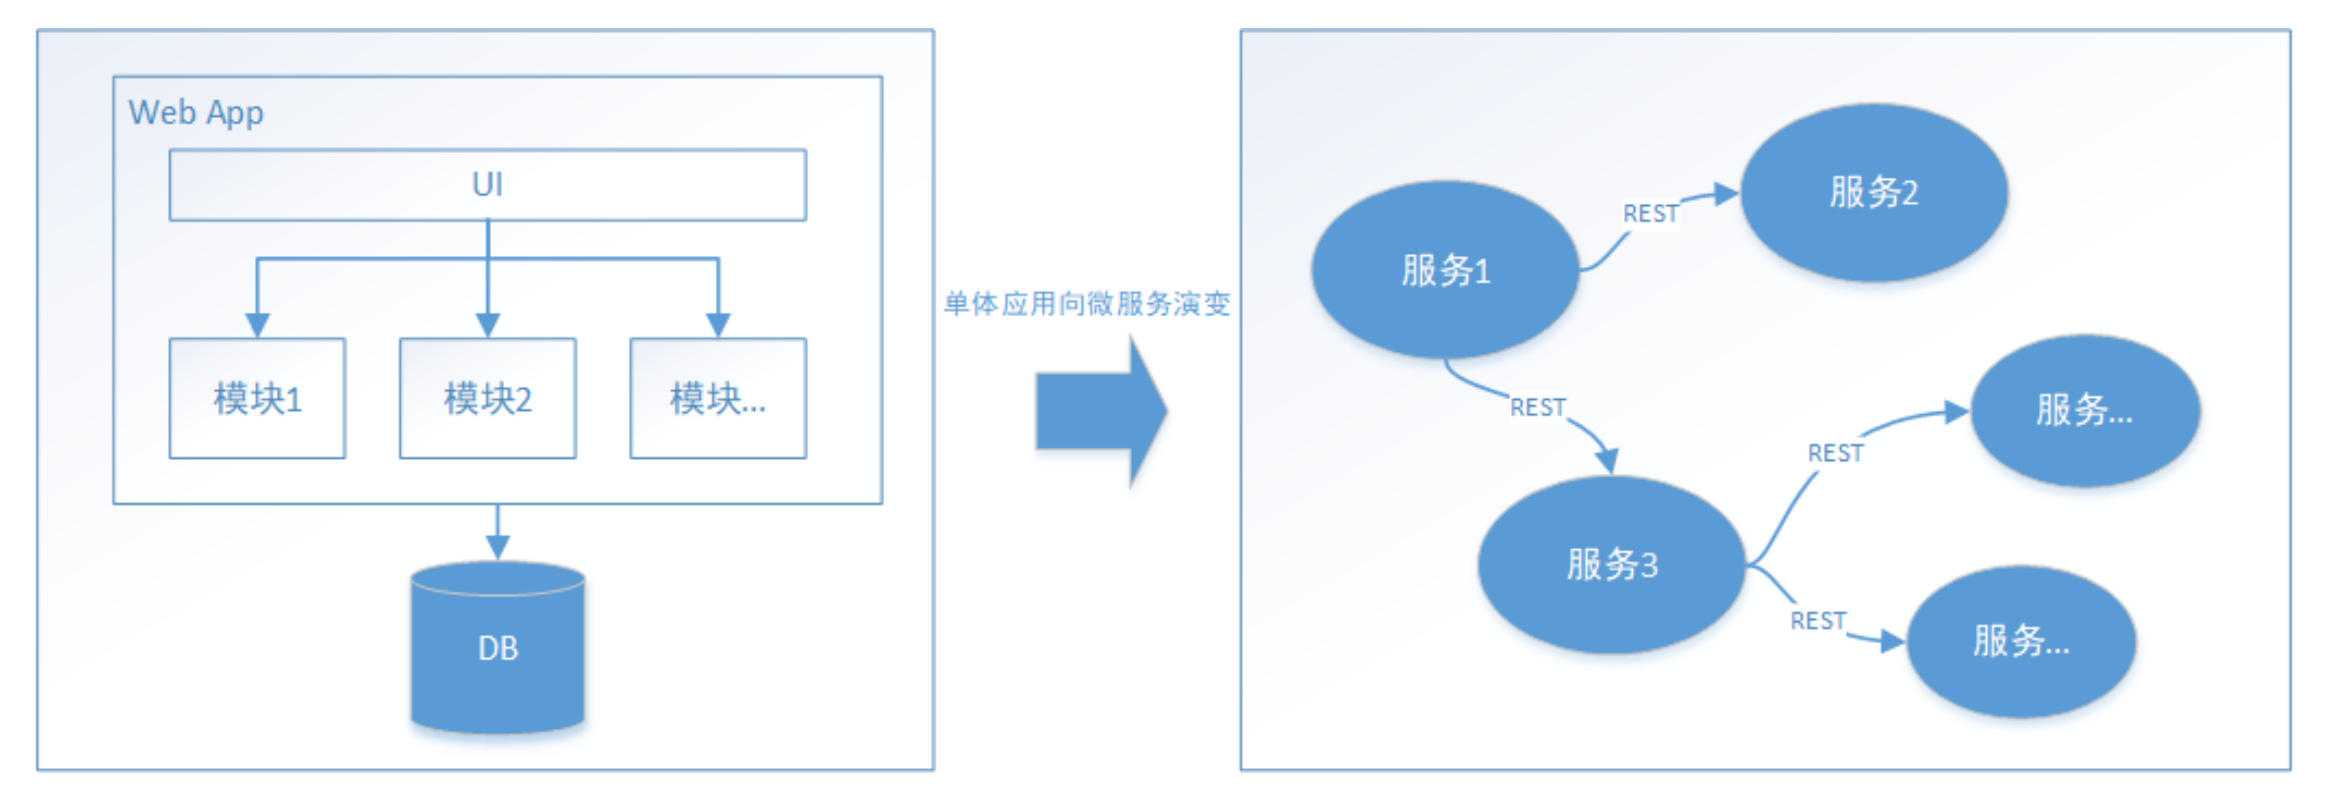 Web App
UI
模块1
模块2
模块...
DB
单体应用向微服务演变
服务1
REST
服务2
REST
服务3
REST
服务...
REST
服务...